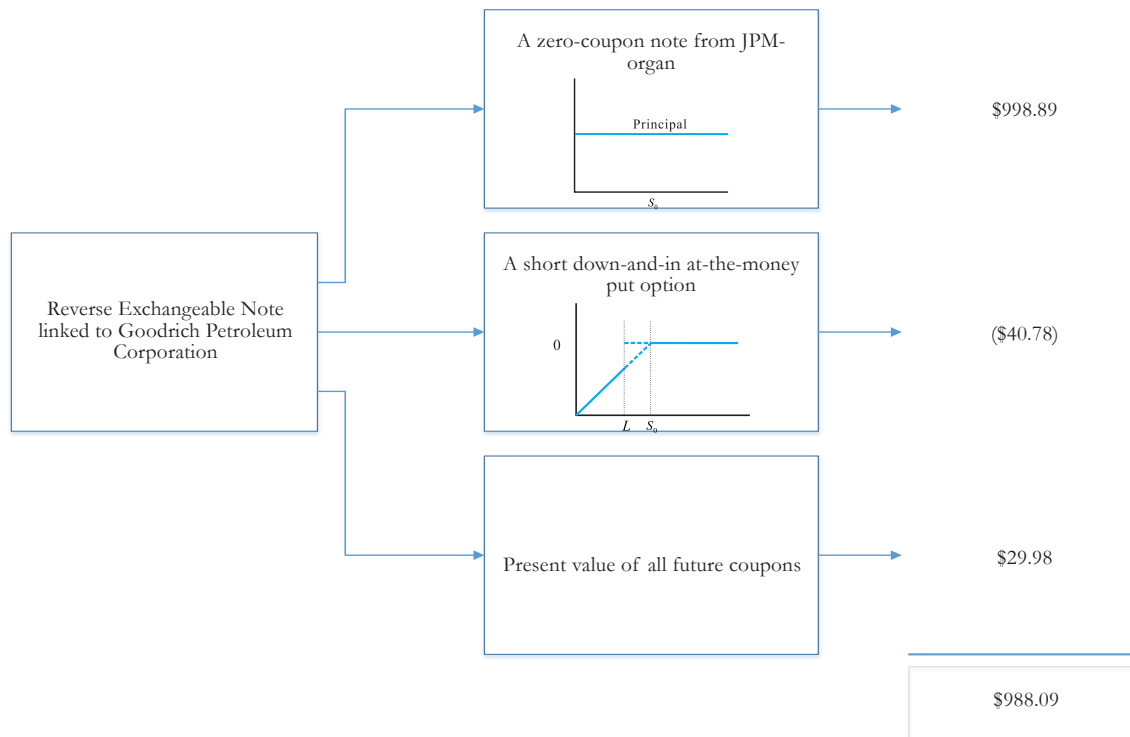 A zero-coupon note from JPM-
organ
Principal
S₀
$998.89
Reverse Exchangeable Note
linked to Goodrich Petroleum
Corporation
A short down-and-in at-the-money
put option
0
L S₀
($40.78)
Present value of all future coupons
$29.98
$988.09